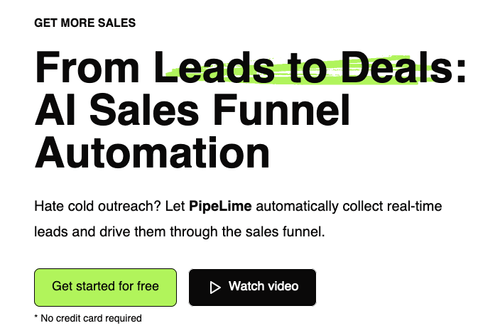 GET MORE SALES
From Leads to Deals:
AI Sales Funnel
Automation
Hate cold outreach? Let PipeLime automatically collect real-time
leads and drive them through the sales funnel.
Get started for free
Watch video
* No credit card required